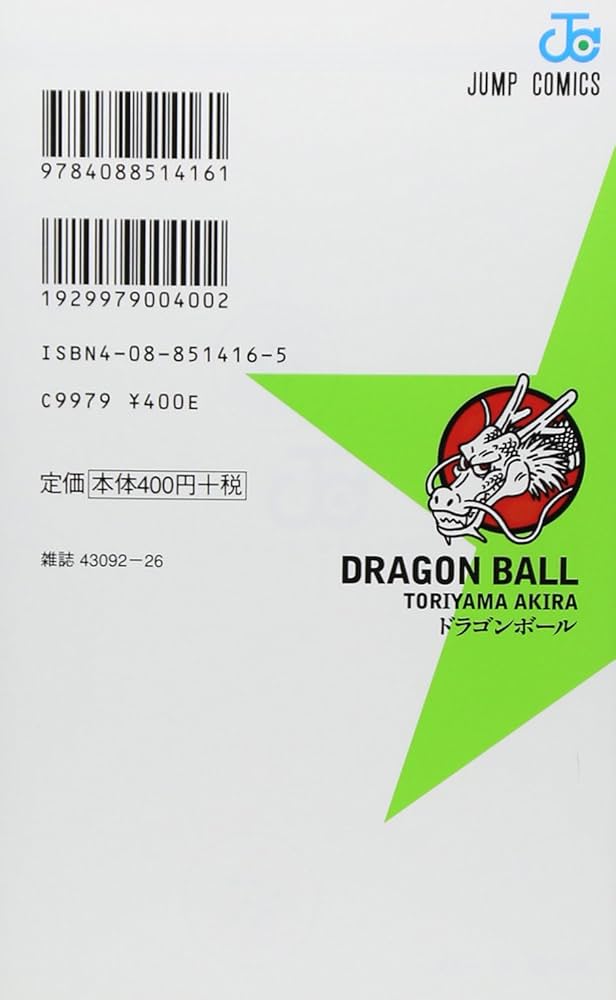 JUMP COMICS
9784088514161
1929979004002
ISBN4-08-851416-5
C9979 ¥400E
定価 本体400円+税
雑誌 43092-26
DRAGON BALL
TORIYAMA AKIRA
ドラゴンボール